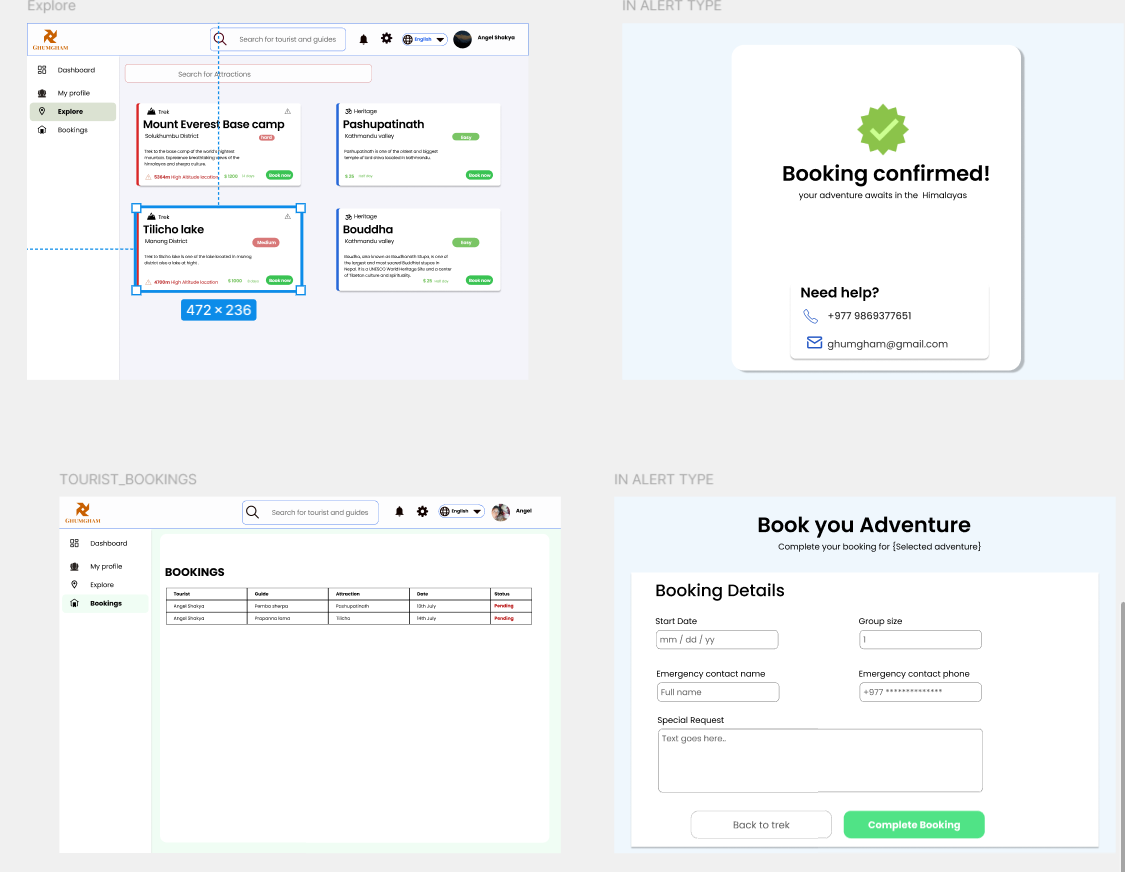 Explore
GHUMGHAM
Search for tourist and guides
English
Angel Shakya
Dashboard
My profile
Explore
Bookings
Search for Attractions
Trek
Mount Everest Base camp
Solukhumbu District
Hard
Trek to the base camp of the world's highest
mountain. Experience breathtaking views of the
himalayas and sherpa culture.
5364m High Altitude location
$ 1200
Book now
Heritage
Pashupatinath
Kathmandu valley
Easy
Pashupatinath is one of the oldest and biggest
temple of lord shiva located in kathmandu.
$ 25
Book now
Trek
Tilicho lake
Manang District
Medium
Trek to tilicho lake is one of the lake located in manag
district also a lake at hight .
4700m High Altitude location
$ 1000
Book now
Heritage
Bouddha
Kathmandu valley
Easy
Boudha, also known as Boudhanath Stupa, is one of
the largest and most sacred Buddhist stupas in
Nepal. It is a UNESCO World Heritage Site and a center
of Tibetan culture and spirituality.
$ 25
Book now
472 × 236
IN ALERT TYPE
Booking confirmed!
your adventure awaits in the Himalayas
Need help?
+977 9869377651
ghumgham@gmail.com
TOURIST_BOOKINGS
GHUMGHAM
Search for tourist and guides
English
Angel
Dashboard
My profile
Explore
Bookings
BOOKINGS
Tourist Guide Attraction Date Status
Angel Shakya Pemba sherpa Pashupatinath 13th July Pending
Angel Shakya Prapanna lama Tilicho 14th July Pending
IN ALERT TYPE
Book you Adventure
Complete your booking for {Selected adventure}
Booking Details
Start Date
mm / dd / yy
Group size
1
Emergency contact name
Full name
Emergency contact phone
+977 **************
Special Request
Text goes here..
Back to trek
Complete Booking